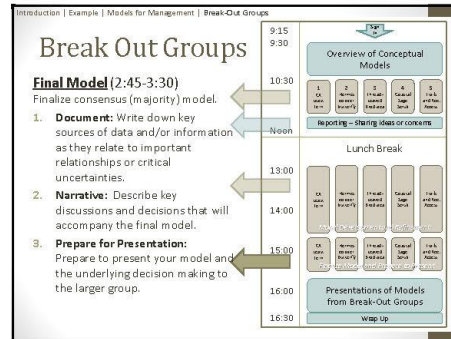 Introduction | Example | Models for Management | Break-Out Groups
Break Out Groups
Final Model (2:45-3:30)
Finalize consensus (majority) model.
1. Document: Write down key
sources of data and/or information
as they relate to important
relationships or critical
uncertainties.
2. Narrative: Describe key
discussions and decisions that will
accompany the final model.
3. Prepare for Presentation:
Prepare to present your model and
the underlying decision making to
the larger group.
9:15
9:30
10:30
Noon
13:00
14:00
15:00
16:00
16:30
Sign
In
Overview of Conceptual
Models
1
2
3
4
5
Reporting – Sharing ideas or concerns
Lunch Break
Presentations of Models
from Break-Out Groups
Wrap Up